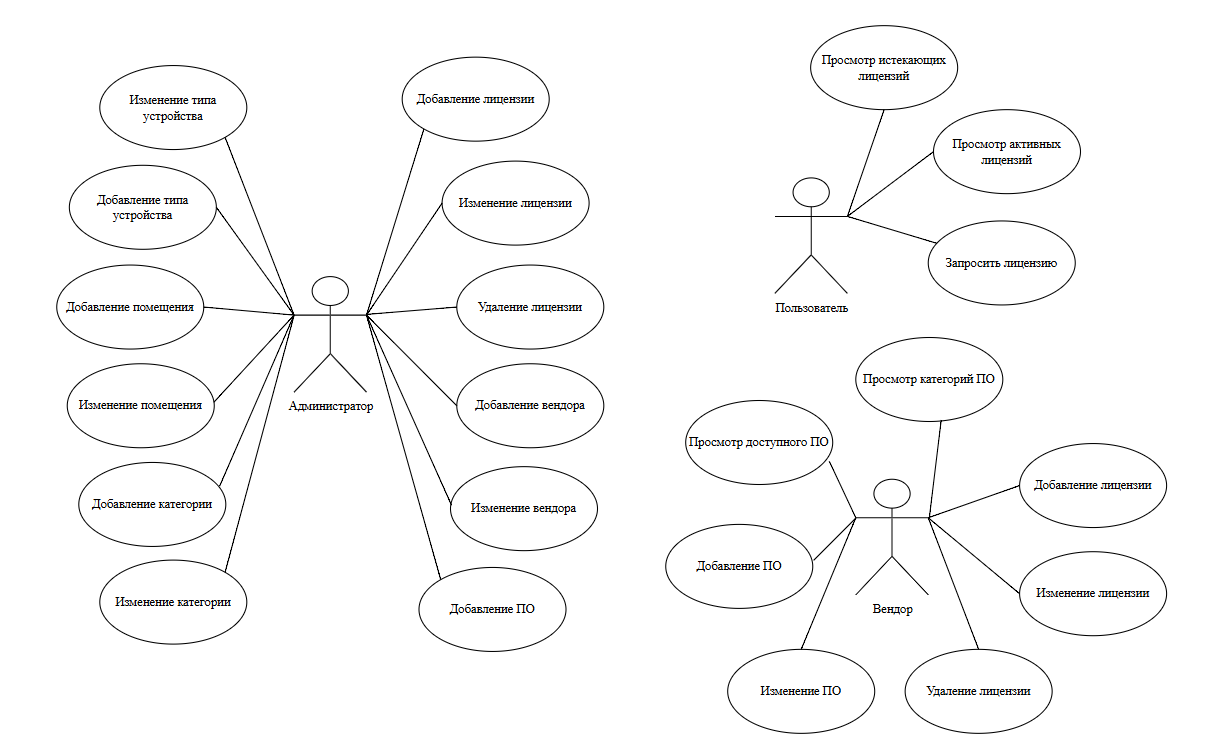 Изменение типа
устройства
Добавление типа
устройства
Добавление помещения
Изменение помещения
Добавление категории
Изменение категории
Администратор
Добавление лицензии
Изменение лицензии
Удаление лицензии
Добавление вендора
Изменение вендора
Добавление ПО
Просмотр истекающих
лицензий
Просмотр активных
лицензий
Запросить лицензию
Пользователь
Просмотр категорий ПО
Просмотр доступного ПО
Добавление лицензии
Добавление ПО
Изменение лицензии
Вендор
Изменение ПО
Удаление лицензии